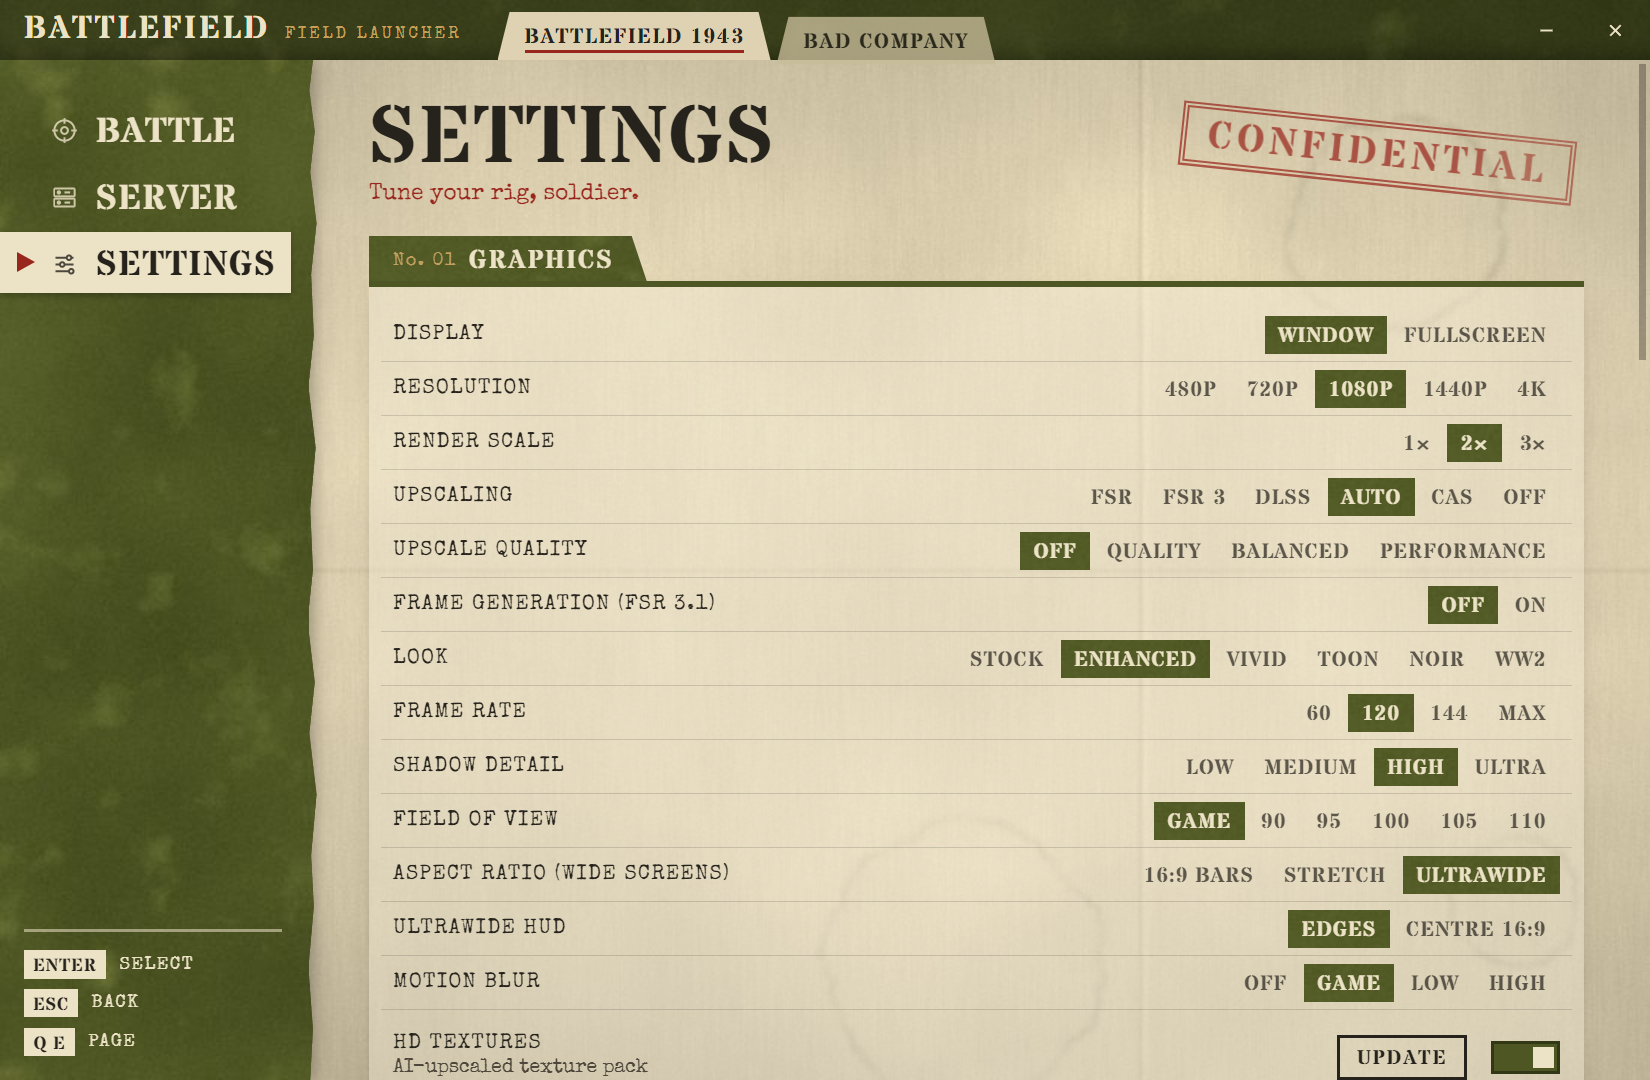 BATTLEFIELD FIELD LAUNCHER BATTLEFIELD 1943 BAD COMPANY
BATTLE
SERVER
SETTINGS
SETTINGS
Tune your rig, soldier.
CONFIDENTIAL
No. 01 GRAPHICS
DISPLAY WINDOW FULLSCREEN
RESOLUTION 480P 720P 1080P 1440P 4K
RENDER SCALE 1× 2× 3×
UPSCALING FSR FSR 3 DLSS AUTO CAS OFF
UPSCALE QUALITY OFF QUALITY BALANCED PERFORMANCE
FRAME GENERATION (FSR 3.1) OFF ON
LOOK STOCK ENHANCED VIVID TOON NOIR WW2
FRAME RATE 60 120 144 MAX
SHADOW DETAIL LOW MEDIUM HIGH ULTRA
FIELD OF VIEW GAME 90 95 100 105 110
ASPECT RATIO (WIDE SCREENS) 16:9 BARS STRETCH ULTRAWIDE
ULTRAWIDE HUD EDGES CENTRE 16:9
MOTION BLUR OFF GAME LOW HIGH
HD TEXTURES
AI-upscaled texture pack
UPDATE
ENTER SELECT
ESC BACK
Q E PAGE